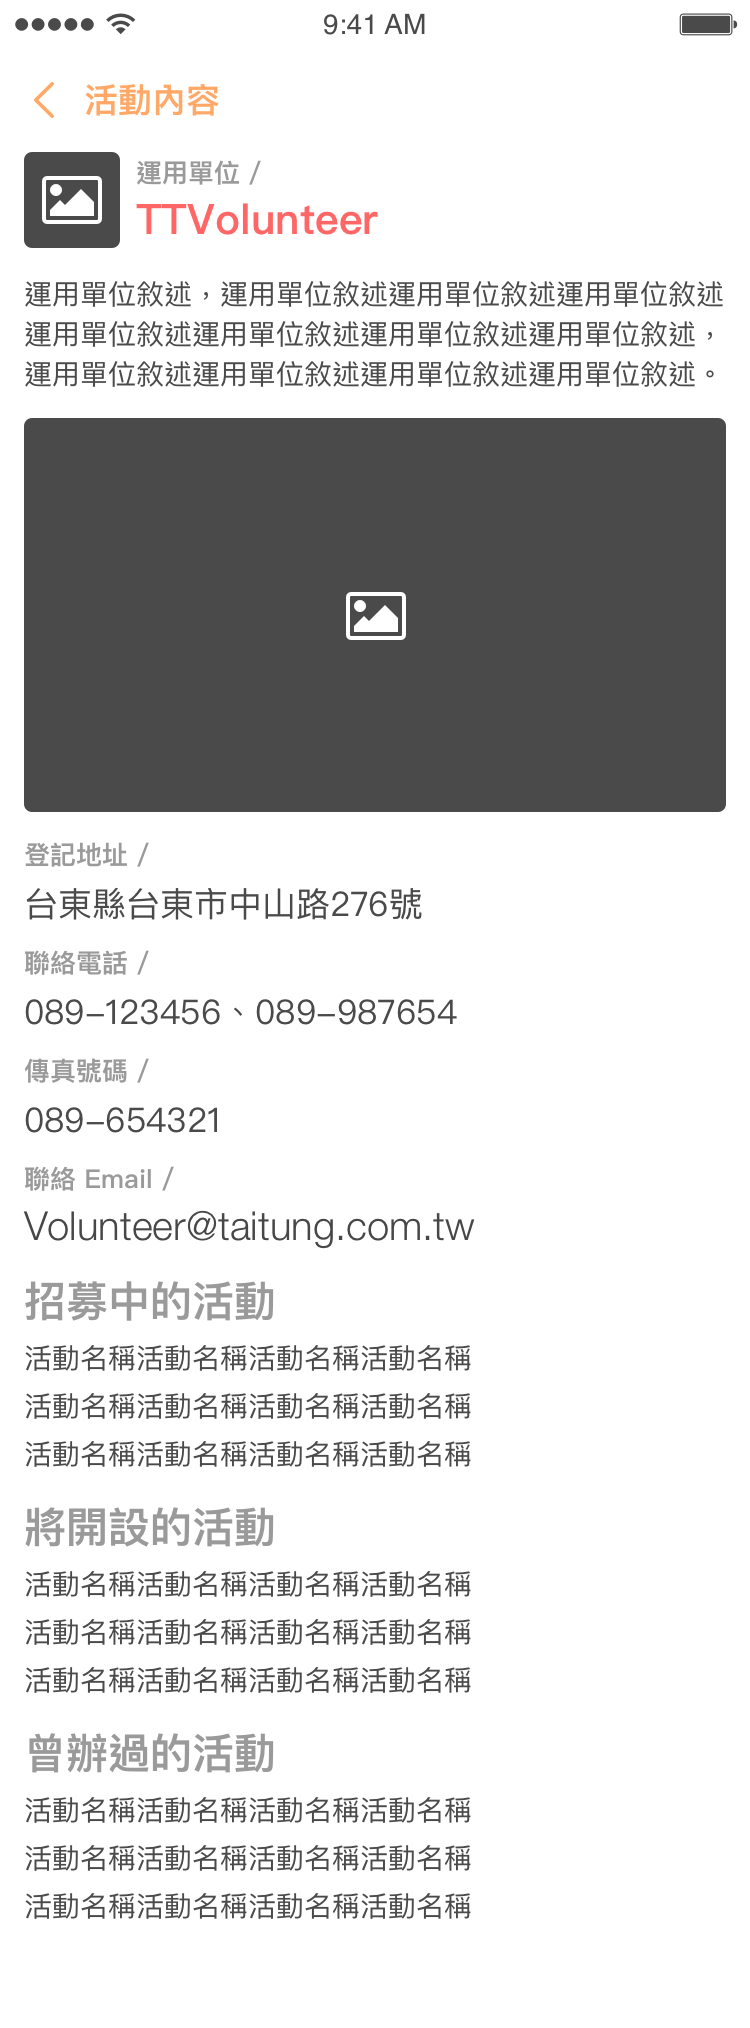 9:41 AM
活動內容
運用單位 /
TTVolunteer
運用單位敘述，運用單位敘述運用單位敘述運用單位敘述
運用單位敘述運用單位敘述運用單位敘述運用單位敘述，
運用單位敘述運用單位敘述運用單位敘述運用單位敘述。
登記地址 /
台東縣台東市中山路276號
聯絡電話 /
089–123456、089–987654
傳真號碼 /
089–654321
聯絡 Email /
Volunteer@taitung.com.tw
招募中的活動
活動名稱活動名稱活動名稱活動名稱
活動名稱活動名稱活動名稱活動名稱
活動名稱活動名稱活動名稱活動名稱
將開設的活動
活動名稱活動名稱活動名稱活動名稱
活動名稱活動名稱活動名稱活動名稱
活動名稱活動名稱活動名稱活動名稱
曾辦過的活動
活動名稱活動名稱活動名稱活動名稱
活動名稱活動名稱活動名稱活動名稱
活動名稱活動名稱活動名稱活動名稱